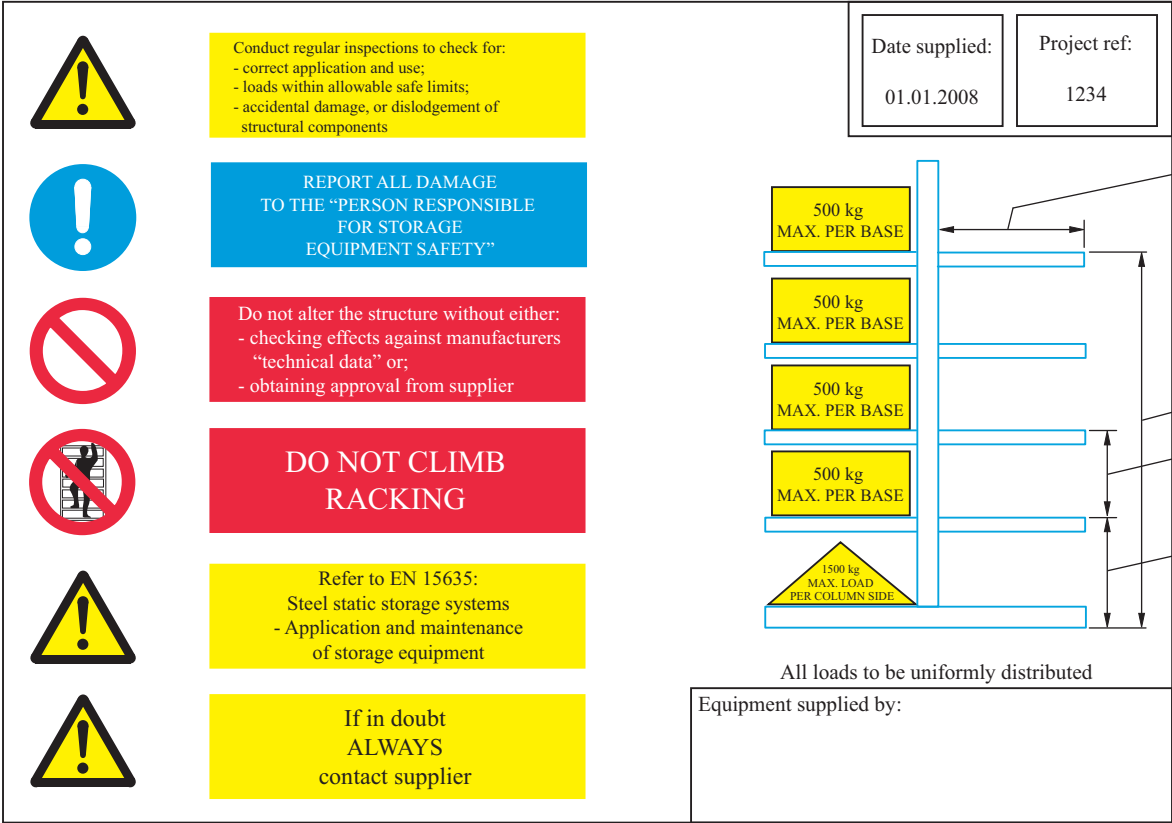 Conduct regular inspections to check for:
- correct application and use;
- loads within allowable safe limits;
- accidental damage, or dislodgement of
structural components
REPORT ALL DAMAGE
TO THE “PERSON RESPONSIBLE
FOR STORAGE
EQUIPMENT SAFETY”
Do not alter the structure without either:
- checking effects against manufacturers
“technical data” or;
- obtaining approval from supplier
DO NOT CLIMB
RACKING
Refer to EN 15635:
Steel static storage systems
- Application and maintenance
of storage equipment
If in doubt
ALWAYS
contact supplier
Date supplied:
01.01.2008
Project ref:
1234
500 kg
MAX. PER BASE
500 kg
MAX. PER BASE
500 kg
MAX. PER BASE
500 kg
MAX. PER BASE
1500 kg
MAX. LOAD
PER COLUMN SIDE
All loads to be uniformly distributed
Equipment supplied by: